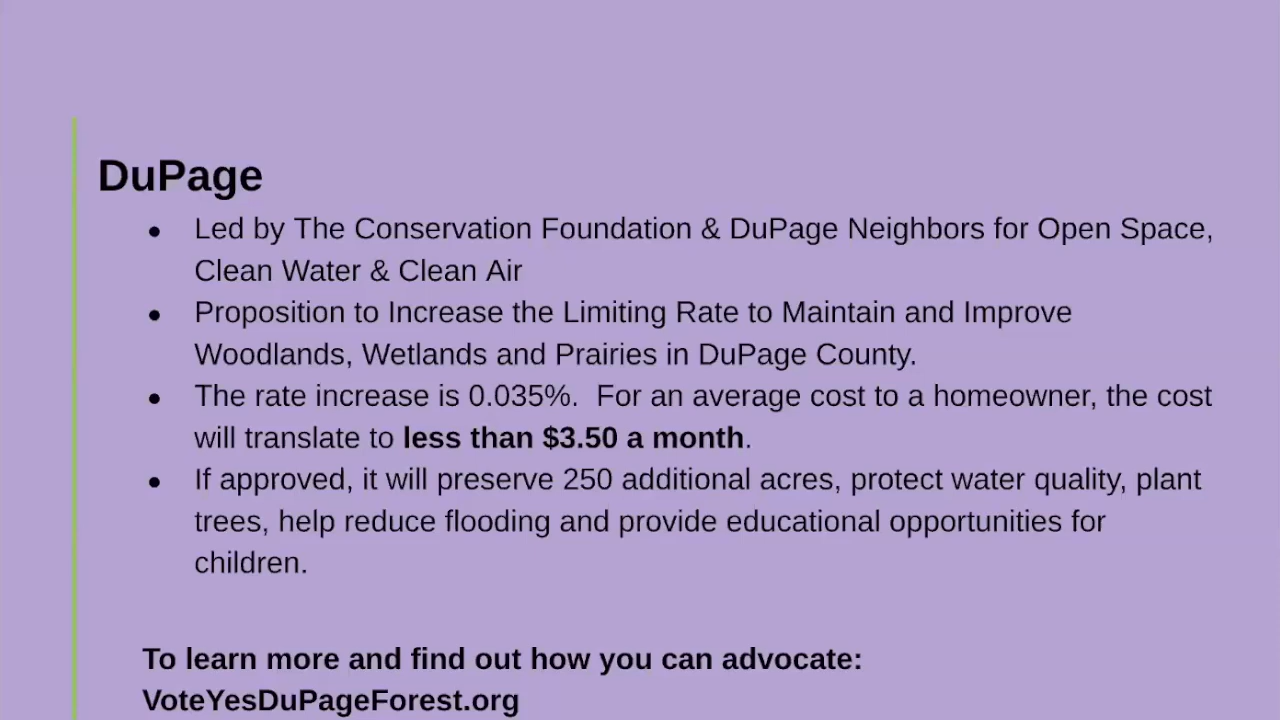 DuPage
● Led by The Conservation Foundation & DuPage Neighbors for Open Space,
Clean Water & Clean Air
● Proposition to Increase the Limiting Rate to Maintain and Improve
Woodlands, Wetlands and Prairies in DuPage County.
● The rate increase is 0.035%.  For an average cost to a homeowner, the cost
will translate to less than $3.50 a month.
● If approved, it will preserve 250 additional acres, protect water quality, plant
trees, help reduce flooding and provide educational opportunities for
children.
To learn more and find out how you can advocate:
VoteYesDuPageForest.org